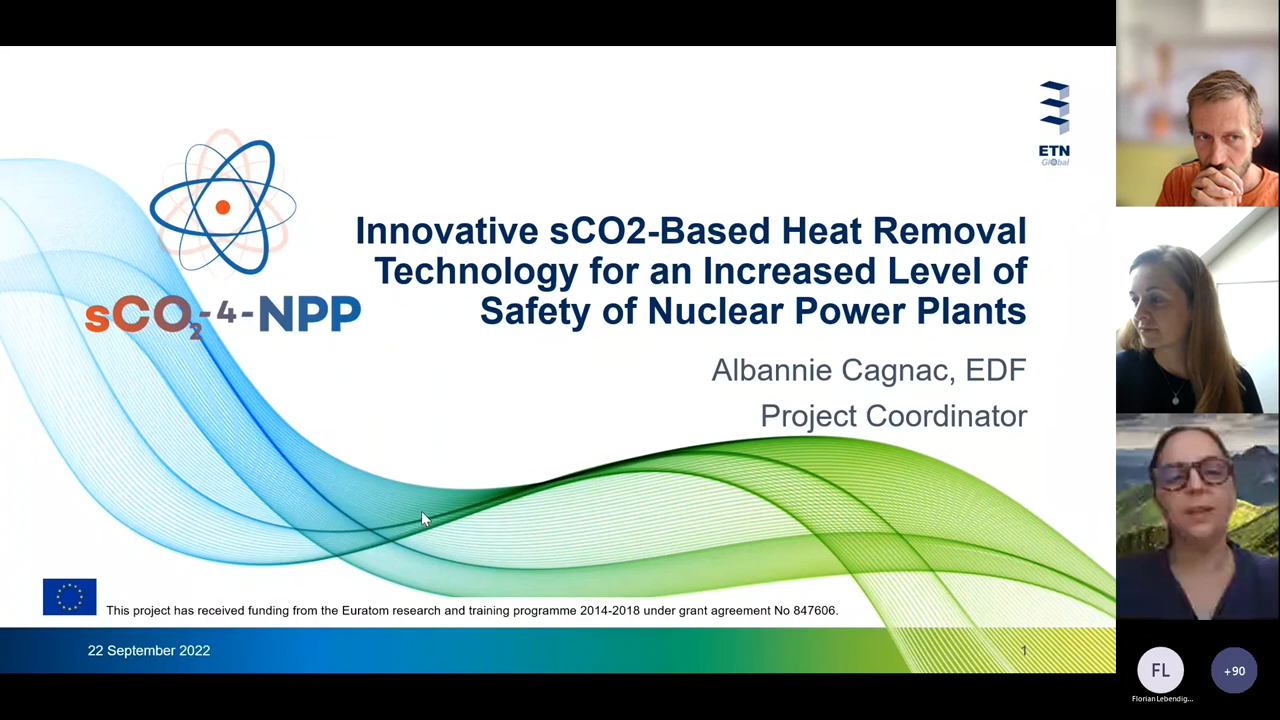 ETN
Global
Innovative sCO2-Based Heat Removal
Technology for an Increased Level of
Safety of Nuclear Power Plants
sCO2-4-NPP
Albannie Cagnac, EDF
Project Coordinator
This project has received funding from the Euratom research and training programme 2014-2018 under grant agreement No 847606.
22 September 2022
1
FL
Florian Lebendig...
+90